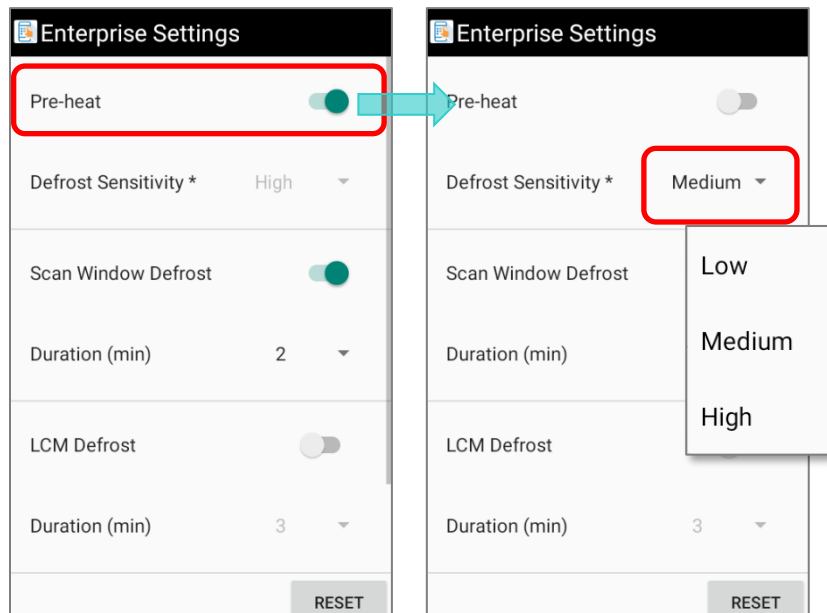 Enterprise Settings
Pre-heat
Defrost Sensitivity * High
Scan Window Defrost
Duration (min) 2
LCM Defrost
Duration (min) 3
RESET
Enterprise Settings
Pre-heat
Defrost Sensitivity * Medium
Low
Scan Window Defrost
Medium
Duration (min)
High
LCM Defrost
Duration (min) 3
RESET